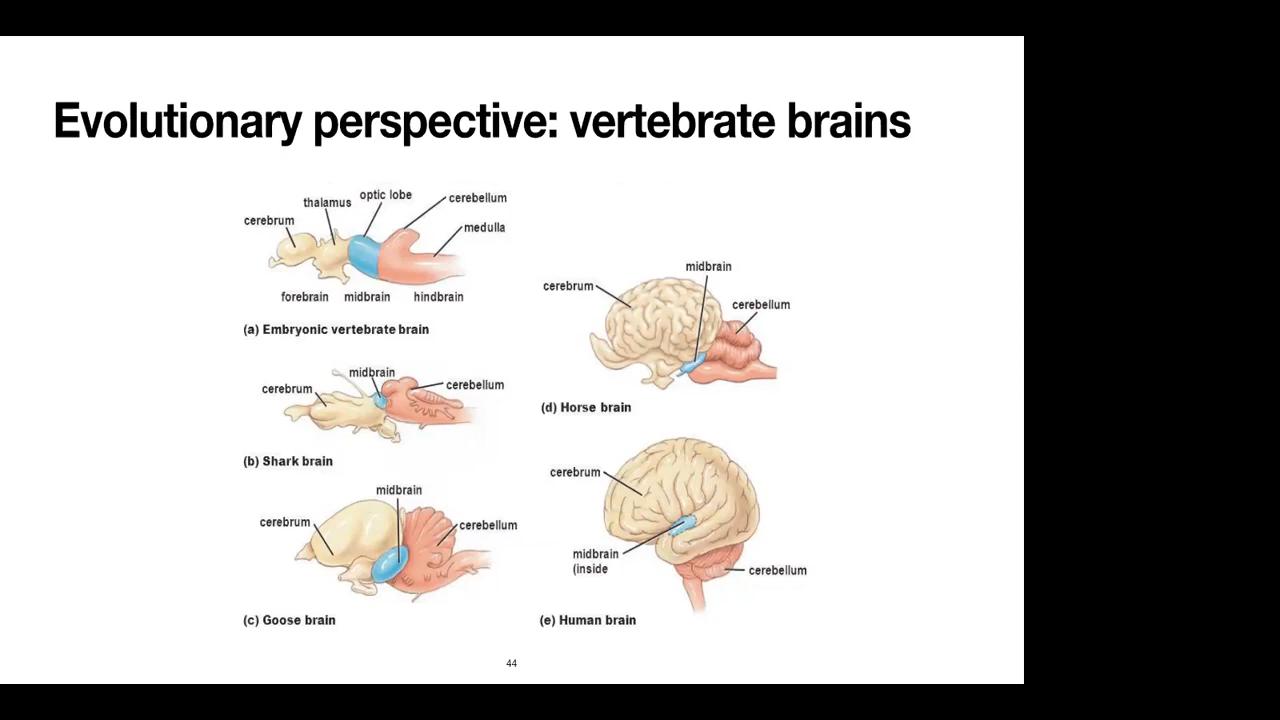 Evolutionary perspective: vertebrate brains
thalamus
optic lobe
cerebellum
cerebrum
medulla
forebrain
midbrain
hindbrain
(a) Embryonic vertebrate brain
midbrain
cerebrum
cerebellum
(b) Shark brain
midbrain
cerebrum
cerebellum
(c) Goose brain
midbrain
cerebrum
cerebellum
(d) Horse brain
cerebrum
midbrain
(inside
cerebellum
(e) Human brain
44